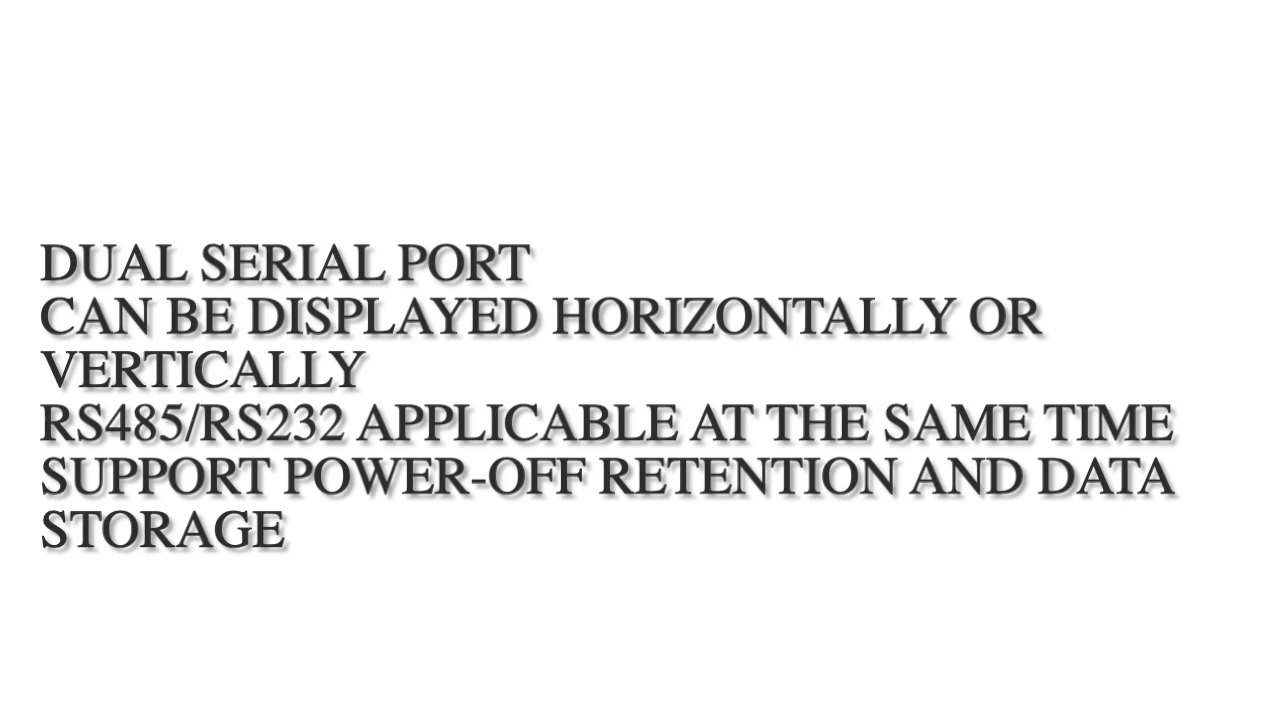 DUAL SERIAL PORT
CAN BE DISPLAYED HORIZONTALLY OR
VERTICALLY
RS485/RS232 APPLICABLE AT THE SAME TIME
SUPPORT POWER-OFF RETENTION AND DATA
STORAGE